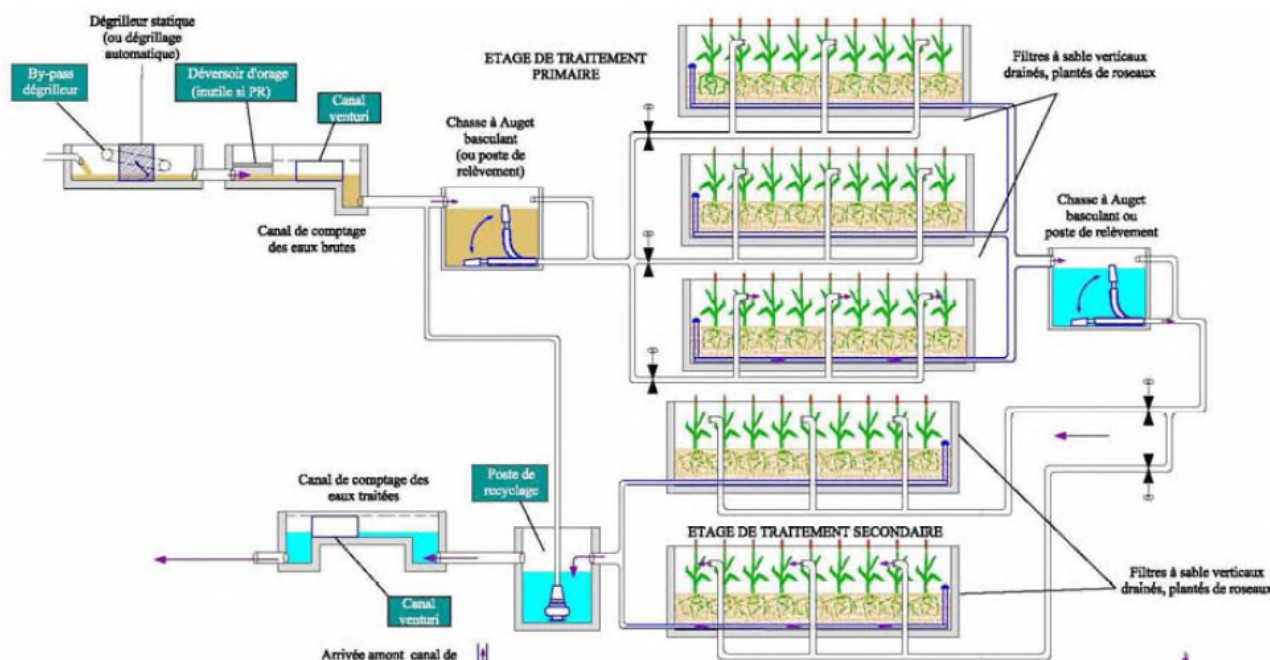 Dégrilleur statique
(ou dégrillage
automatique)
By-pass
dégrilleur
Déversoir d'orage
(inutile si PR)
Canal
venturi
Canal de comptage
des eaux brutes
Chasse à Auget
basculant
(ou poste de
relèvement)
ETAGE DE TRAITEMENT
PRIMAIRE
Filtres à sable verticaux
drainés, plantés de roseaux
Chasse à Auget
basculant ou
poste de relèvement
Canal de comptage des
eaux traitées
Canal
venturi
Poste de
recyclage
ETAGE DE TRAITEMENT SECONDAIRE
Filtres à sable verticaux
drainés, plantés de roseaux
Arrivée amont canal de